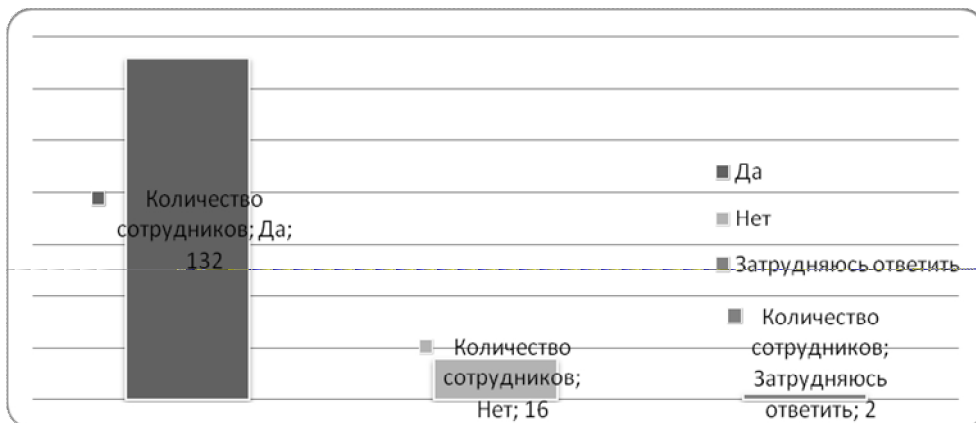 Количество
сотрудников; Да;
132
Количество
сотрудников;
Нет; 16
Да
Нет
Затрудняюсь ответить
Количество
сотрудников;
Затрудняюсь
ответить; 2